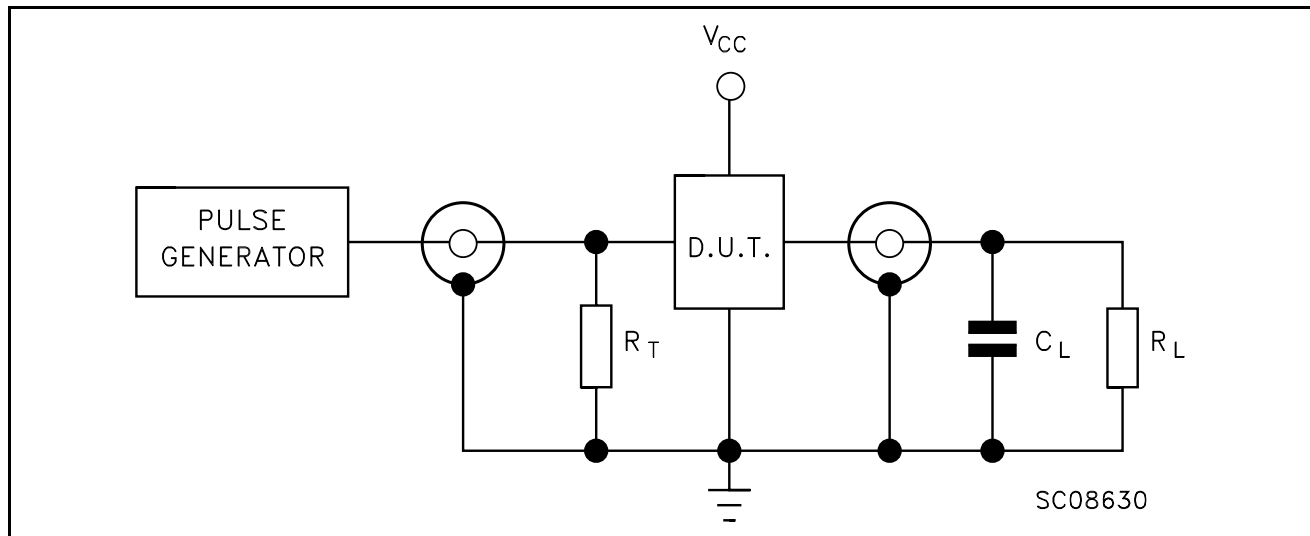 VCC
PULSE
GENERATOR
D.U.T.
RT
CL
RL
SC08630